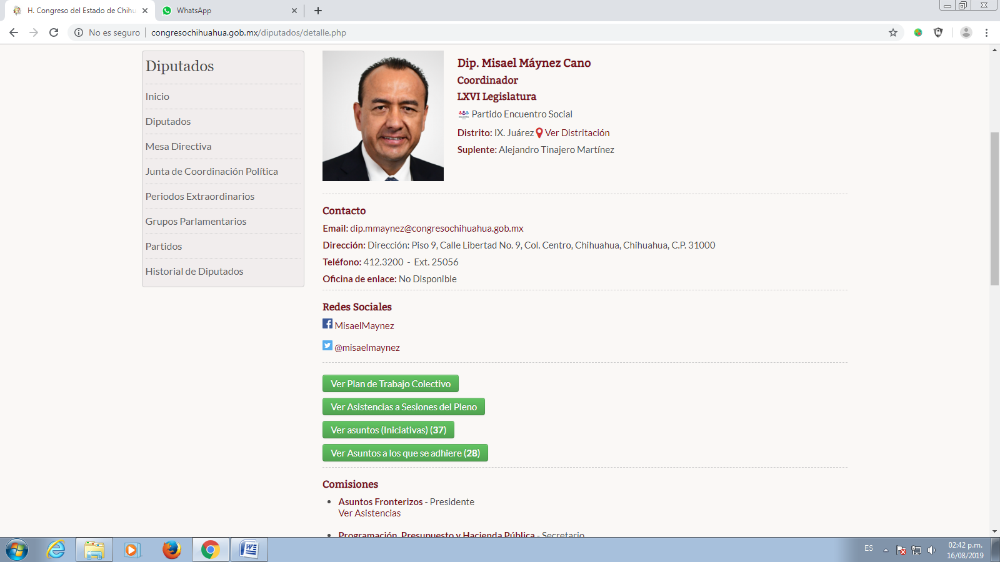 H. Congreso del Estado de Chihu
WhatsApp
No es seguro
congresochihuahua.gob.mx/diputados/detalle.php
Diputados
Inicio
Diputados
Mesa Directiva
Junta de Coordinación Política
Periodos Extraordinarios
Grupos Parlamentarios
Partidos
Historial de Diputados
Dip. Misael Máynez Cano
Coordinador
LXVI Legislatura
Partido Encuentro Social
Distrito: IX. Juárez Ver Distritación
Suplente: Alejandro Tinajero Martínez
Contacto
Email: dip.mmaynez@congresochihuahua.gob.mx
Dirección: Dirección: Piso 9, Calle Libertad No. 9, Col. Centro, Chihuahua, Chihuahua, C.P. 31000
Teléfono: 412.3200 - Ext. 25056
Oficina de enlace: No Disponible
Redes Sociales
MisaelMaynez
@misaelmaynez
Ver Plan de Trabajo Colectivo
Ver Asistencias a Sesiones del Pleno
Ver asuntos (Iniciativas) (37)
Ver Asuntos a los que se adhiere (28)
Comisiones
Asuntos Fronterizos - Presidente
Ver Asistencias
Programación, Presupuesto y Hacienda Pública - Secretario
ES
02:42 p.m.
16/08/2019